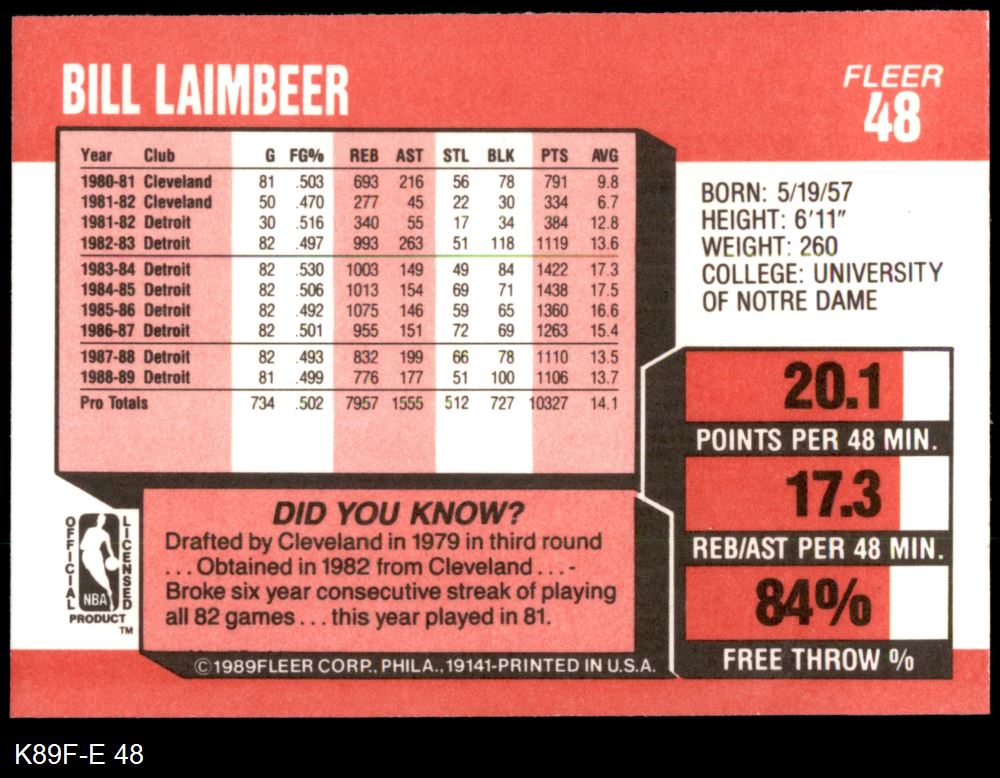 BILL LAIMBEER
FLEER
48
Year Club G FG% REB AST STL BLK PTS AVG
1980-81 Cleveland 81 .503 693 216 56 78 791 9.8
1981-82 Cleveland 50 .470 277 45 22 30 334 6.7
1981-82 Detroit 30 .516 340 55 17 34 384 12.8
1982-83 Detroit 82 .497 993 263 51 118 1119 13.6
1983-84 Detroit 82 .530 1003 149 49 84 1422 17.3
1984-85 Detroit 82 .506 1013 154 69 71 1438 17.5
1985-86 Detroit 82 .492 1075 146 59 65 1360 16.6
1986-87 Detroit 82 .501 955 151 72 69 1263 15.4
1987-88 Detroit 82 .493 832 199 66 78 1110 13.5
1988-89 Detroit 81 .499 776 177 51 100 1106 13.7
Pro Totals 734 .502 7957 1555 512 727 10327 14.1
BORN: 5/19/57
HEIGHT: 6'11"
WEIGHT: 260
COLLEGE: UNIVERSITY
OF NOTRE DAME
20.1
POINTS PER 48 MIN.
17.3
REB/AST PER 48 MIN.
84%
FREE THROW %
DID YOU KNOW?
Drafted by Cleveland in 1979 in third round
...Obtained in 1982 from Cleveland...-
Broke six year consecutive streak of playing
all 82 games...this year played in 81.
OFFICIAL
LICENSED
NBA
PRODUCT
TM
©1989FLEER CORP., PHILA., 19141-PRINTED IN U.S.A.
K89F-E 48